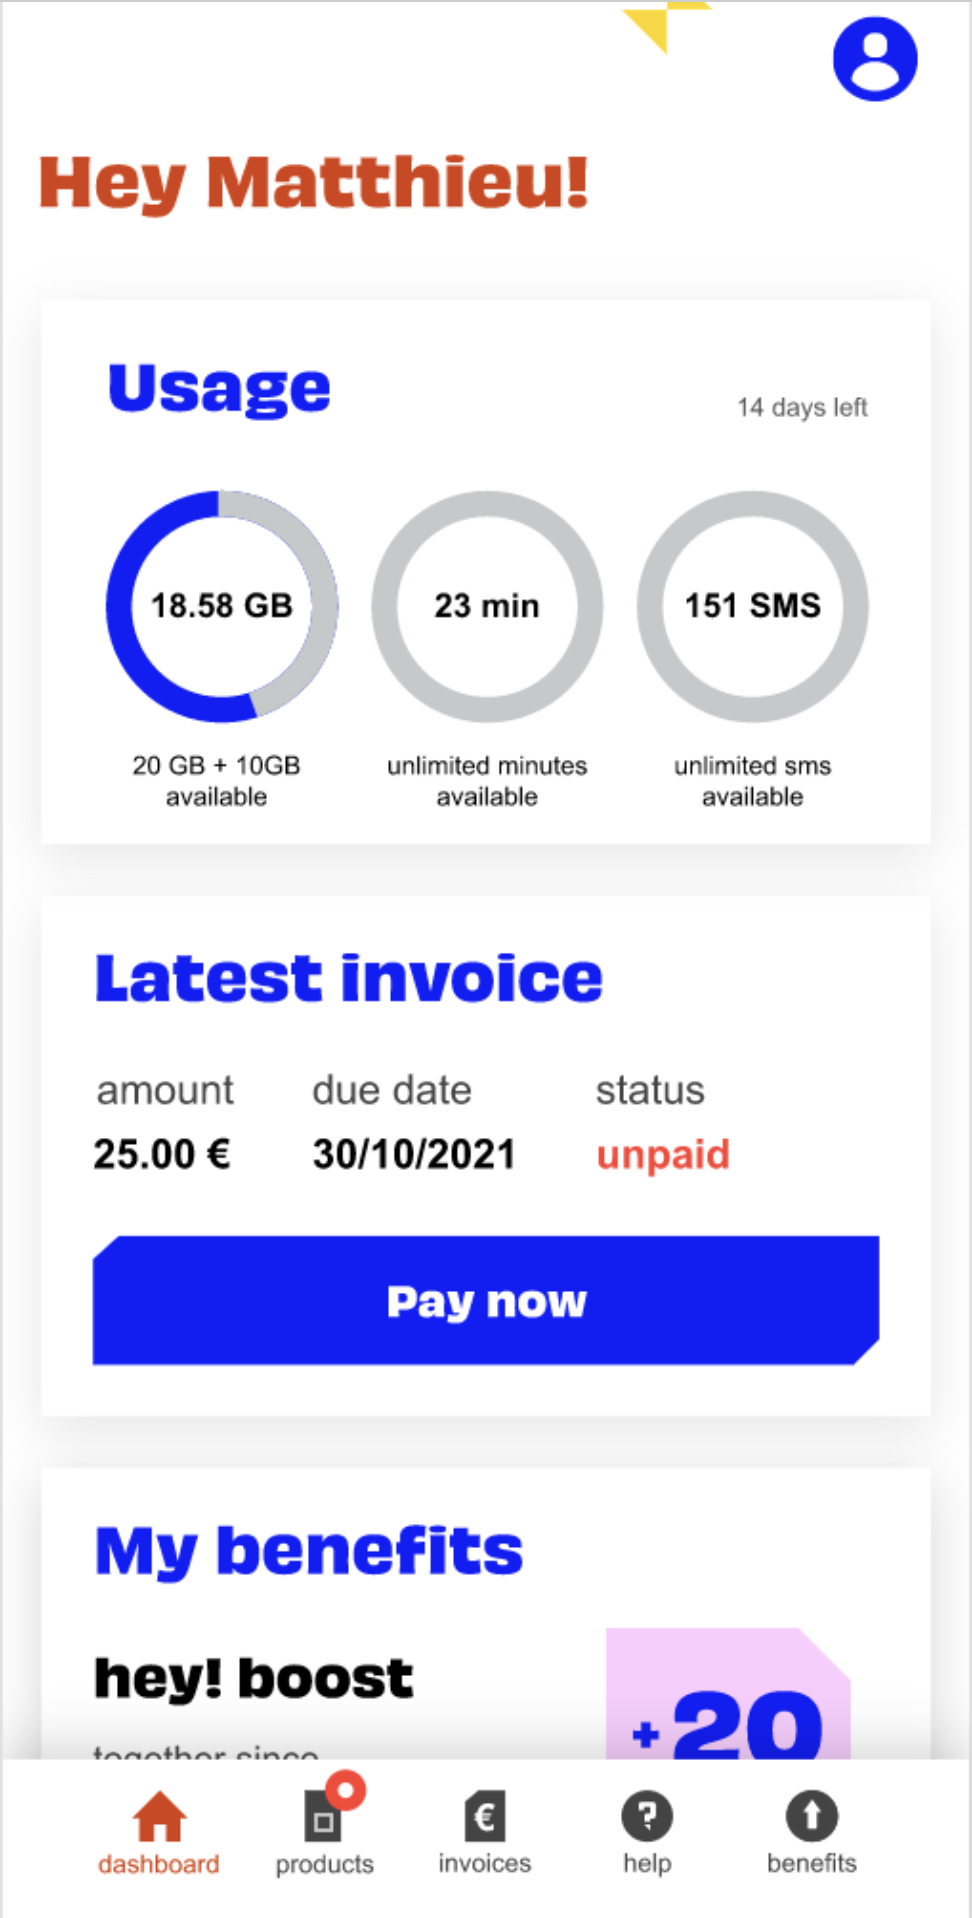 Hey Matthieu!
Usage
14 days left
18.58 GB
23 min
151 SMS
20 GB + 10GB
available
unlimited minutes
available
unlimited sms
available
Latest invoice
amount due date status
25.00 € 30/10/2021 unpaid
Pay now
My benefits
hey! boost
+20
together since
dashboard
products
€
invoices
?
help
benefits